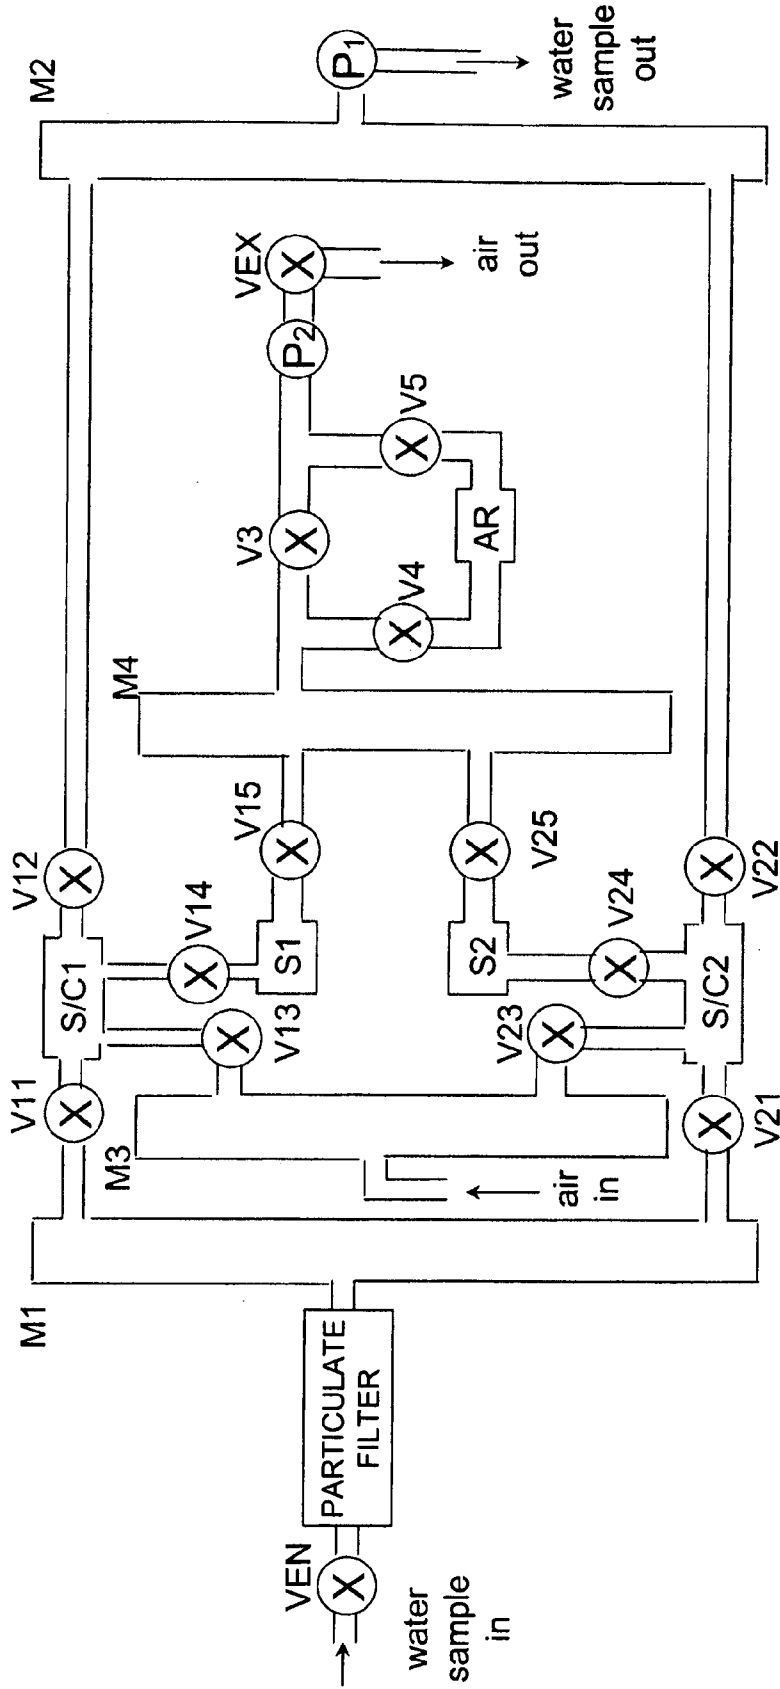 M1
M2
V11
V12
S/C1
M3
V14
V13
V15
S1
M4
V3
VEX
P2
P1
water
sample
out
air
out
V4
V5
AR
VEN
X
PARTICULATE
FILTER
water
sample
in
air
in
V23
S2
V25
V24
S/C2
V21
V22
X
X
X
X
X
X
X
X
X
X
X
X
X
X